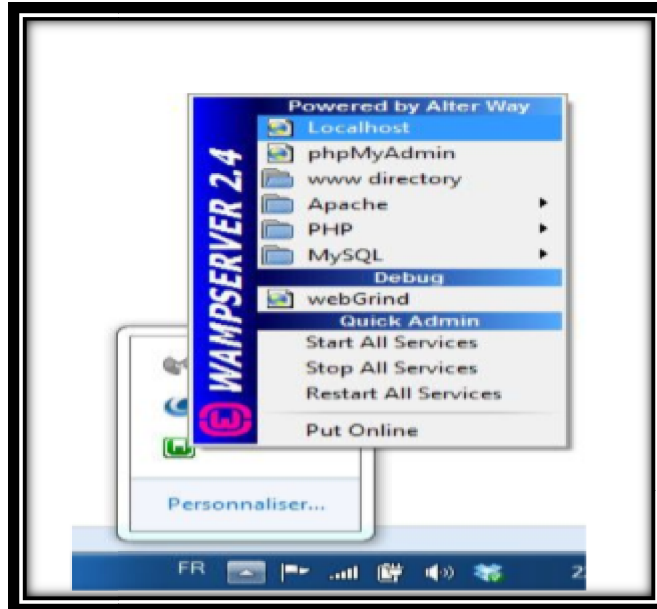 Powered by Alter Way
Localhost
phpMyAdmin
www directory
Apache
PHP
MySQL
Debug
webGrind
Quick Admin
Start All Services
Stop All Services
Restart All Services
Put Online
WAMPSERVER 2.4
Personnaliser...
FR